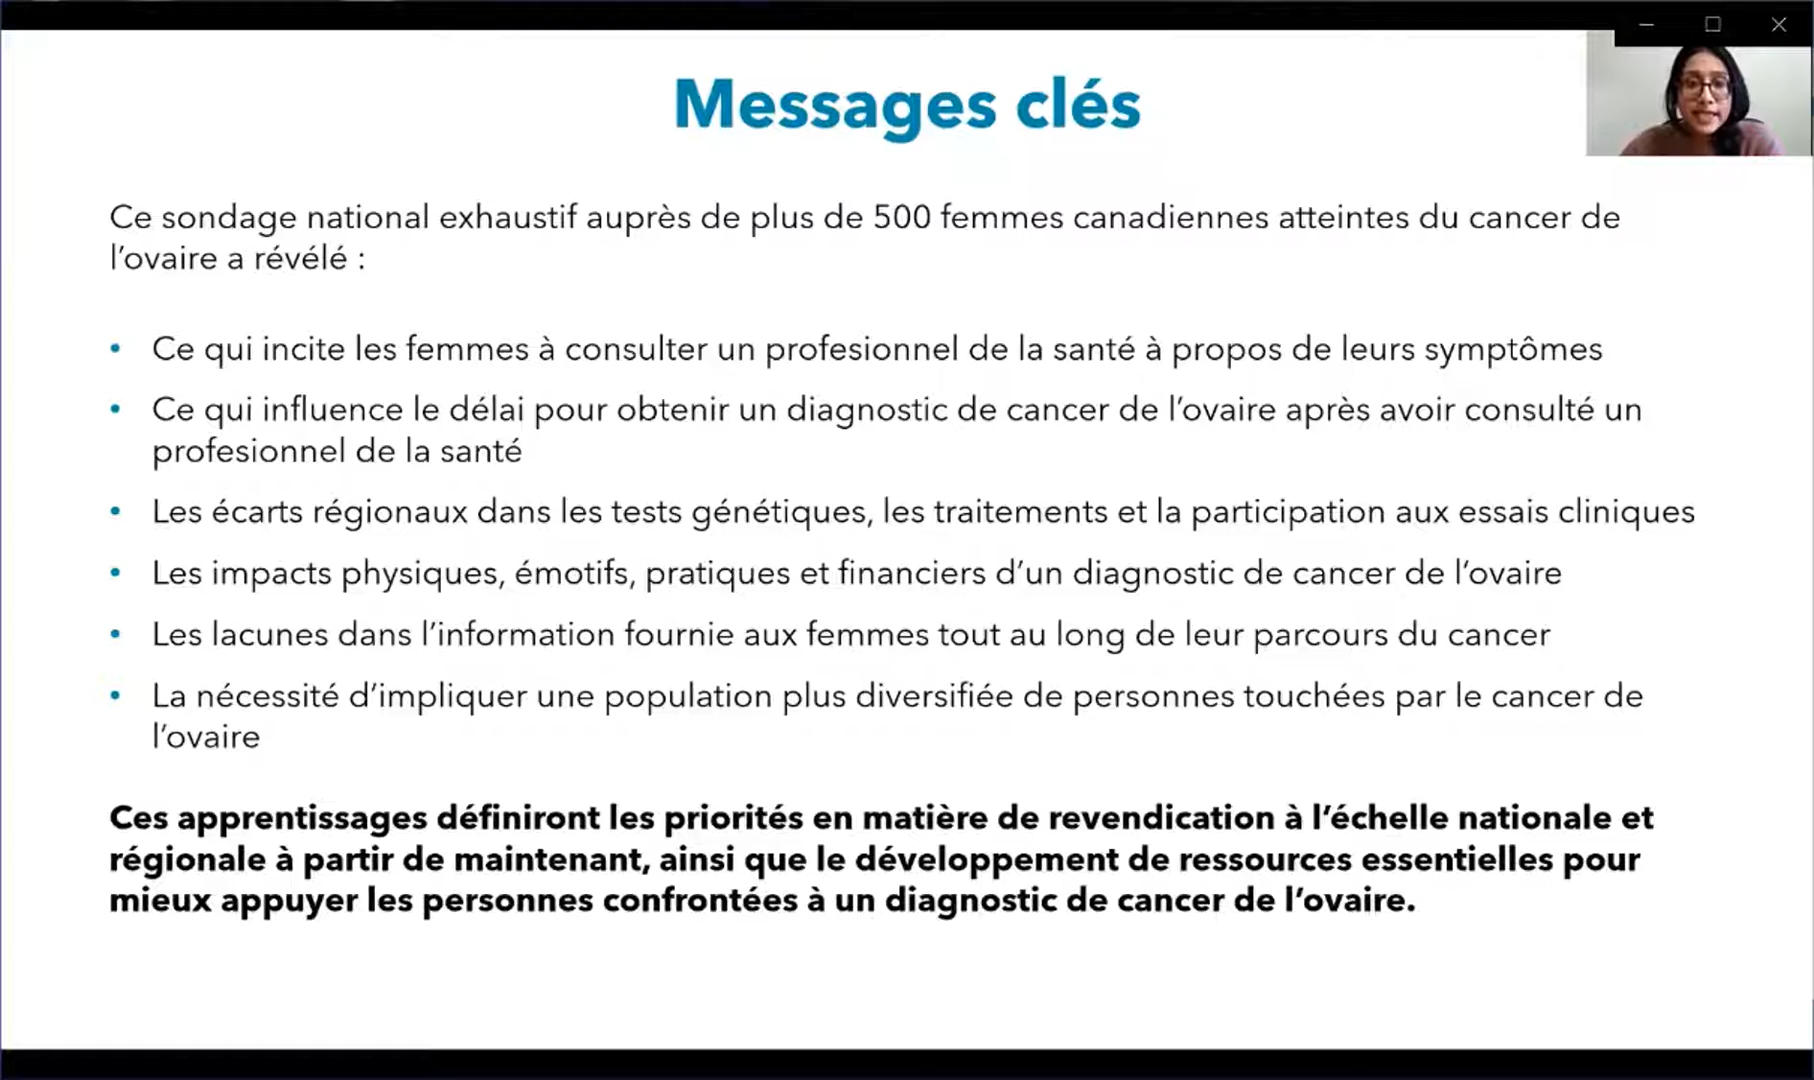 Messages clés
Ce sondage national exhaustif auprès de plus de 500 femmes canadiennes atteintes du cancer de
l’ovaire a révélé :
• Ce qui incite les femmes à consulter un profesionnel de la santé à propos de leurs symptômes
• Ce qui influence le délai pour obtenir un diagnostic de cancer de l’ovaire après avoir consulté un
profesionnel de la santé
• Les écarts régionaux dans les tests génétiques, les traitements et la participation aux essais cliniques
• Les impacts physiques, émotifs, pratiques et financiers d’un diagnostic de cancer de l’ovaire
• Les lacunes dans l’information fournie aux femmes tout au long de leur parcours du cancer
• La nécessité d’impliquer une population plus diversifiée de personnes touchées par le cancer de
l’ovaire
Ces apprentissages définiront les priorités en matière de revendication à l’échelle nationale et
régionale à partir de maintenant, ainsi que le développement de ressources essentielles pour
mieux appuyer les personnes confrontées à un diagnostic de cancer de l’ovaire.